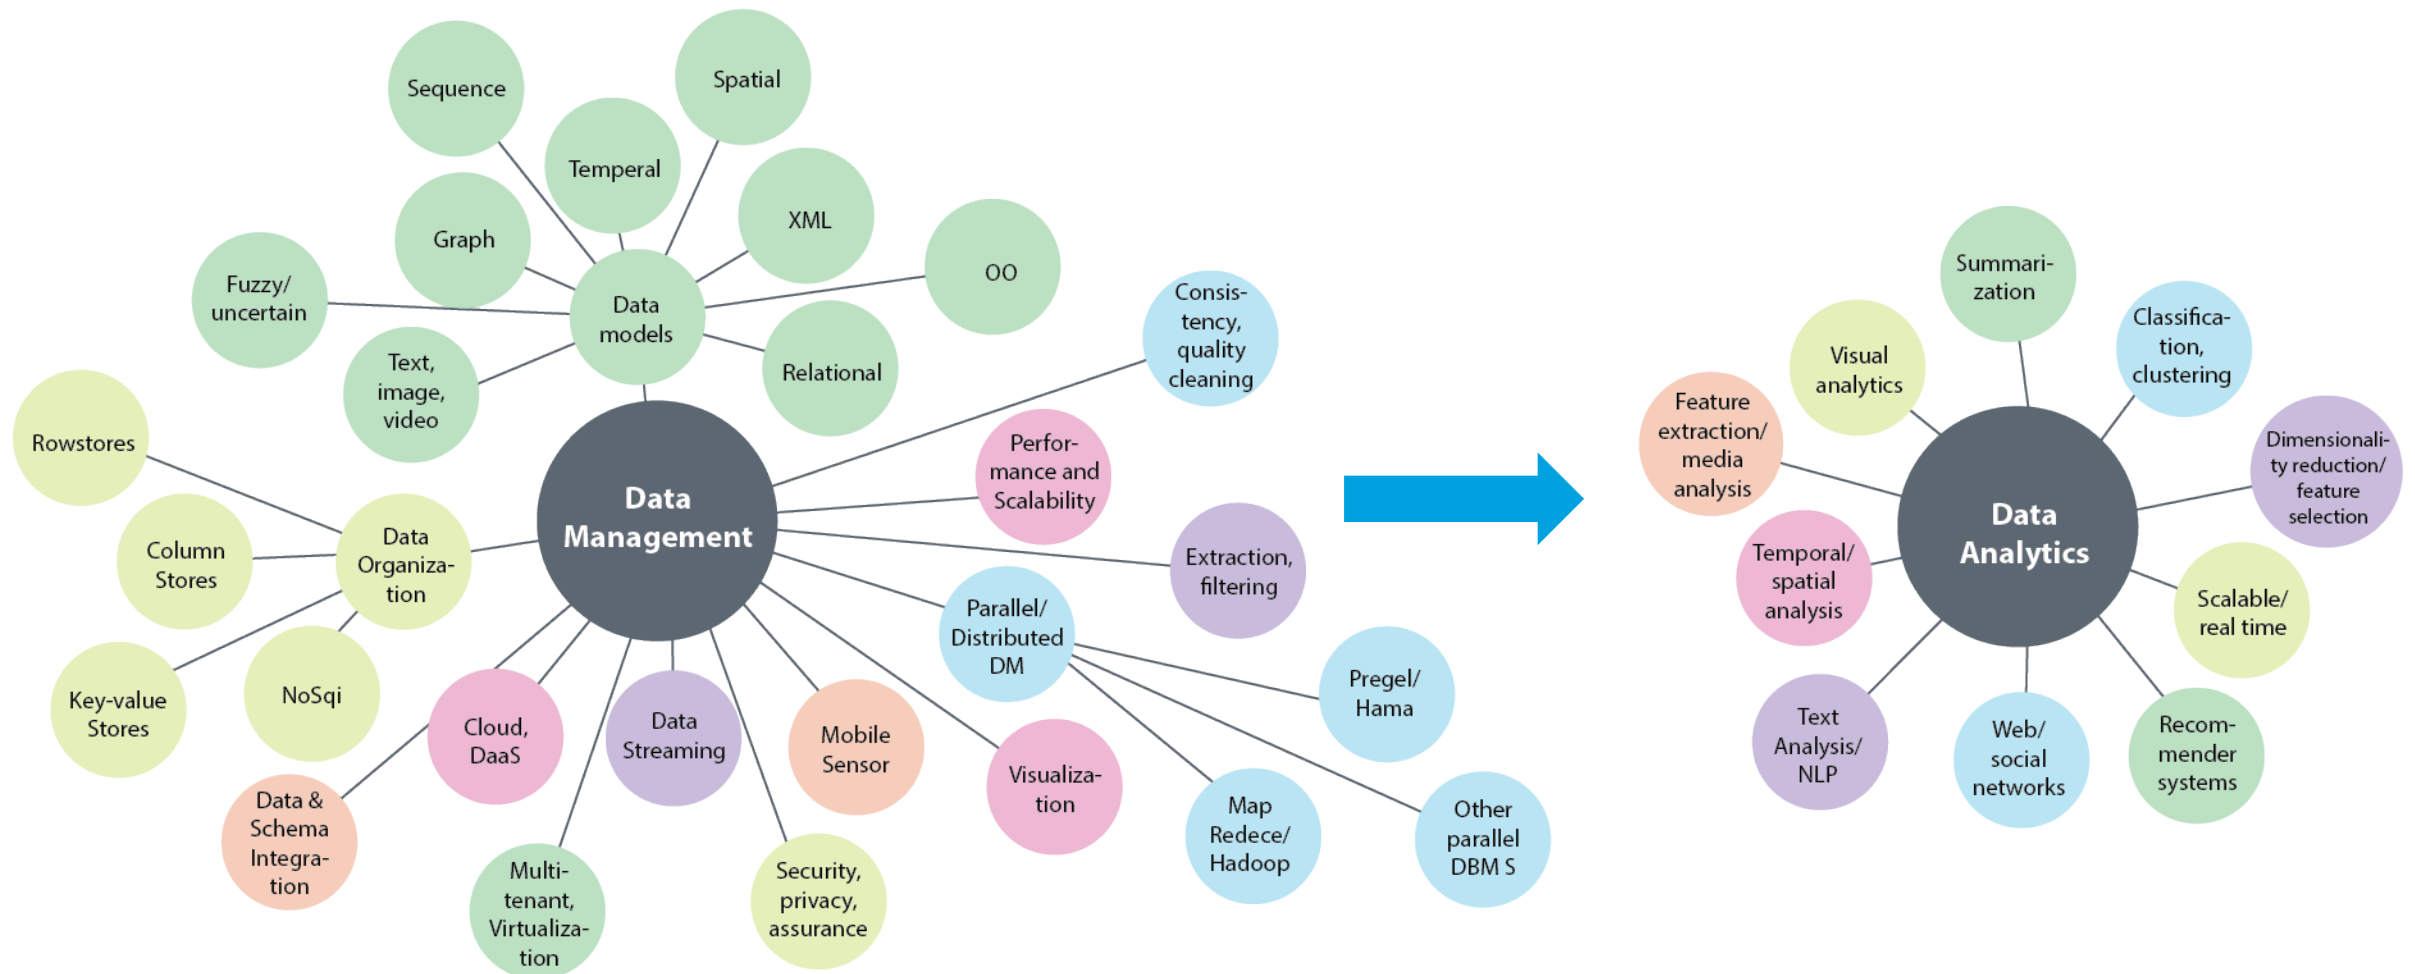 Sequence
Spatial
Temperal
XML
Graph
OO
Fuzzy/
uncertain
Data
models
Text,
image,
video
Relational
Consis-
tency,
quality
cleaning
Rowstores
Column
Stores
Data
Organiza-
tion
Key-value
Stores
NoSqi
Data
Management
Perfor-
mance and
Scalability
Extraction,
filtering
Parallel/
Distributed
DM
Pregel/
Hama
Map
Redece/
Hadoop
Other
parallel
DBM S
Visualiza-
tion
Mobile
Sensor
Data
Streaming
Cloud,
DaaS
Data &
Schema
Integra-
tion
Multi-
tenant,
Virtualiza-
tion
Security,
privacy,
assurance
Summari-
zation
Classifica-
tion,
clustering
Visual
analytics
Feature
extraction/
media
analysis
Dimensionali-
ty reduction/
feature
selection
Data
Analytics
Temporal/
spatial
analysis
Scalable/
real time
Text
Analysis/
NLP
Web/
social
networks
Recom-
mender
systems